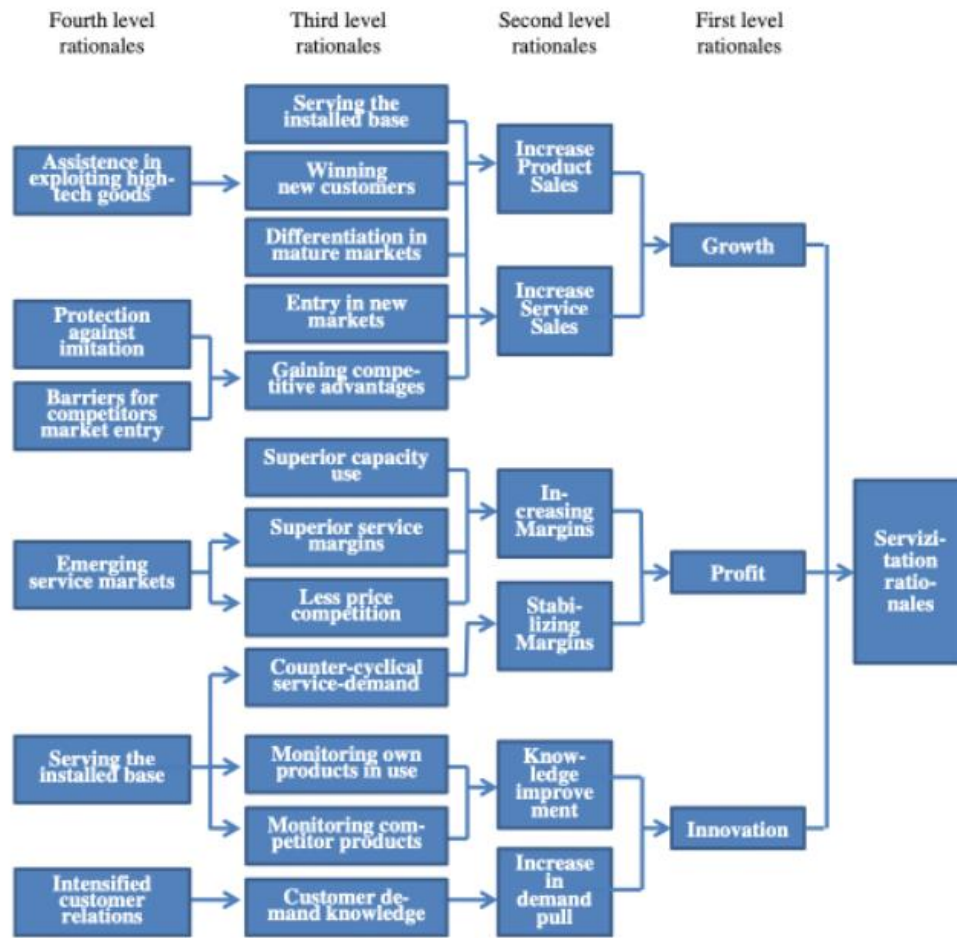 Fourth level
rationales
Third level
rationales
Second level
rationales
First level
rationales
Assistence in
exploiting high-
tech goods
Protection
against
imitation
Barriers for
competitors
market entry
Emerging
service markets
Serving the
installed base
Intensified
customer
relations
Serving the
installed base
Winning
new customers
Differentiation in
mature markets
Entry in new
markets
Gaining compe-
titive advantages
Superior capacity
use
Superior service
margins
Less price
competition
Counter-cyclical
service-demand
Monitoring own
products in use
Monitoring com-
petitor products
Customer de-
mand knowledge
Increase
Product
Sales
Increase
Service
Sales
In-
creasing
Margins
Stabi-
lizing
Margins
Know-
ledge
improve
ment
Increase
in
demand
pull
Growth
Profit
Innovation
Servizi-
tation
ratio-
nales